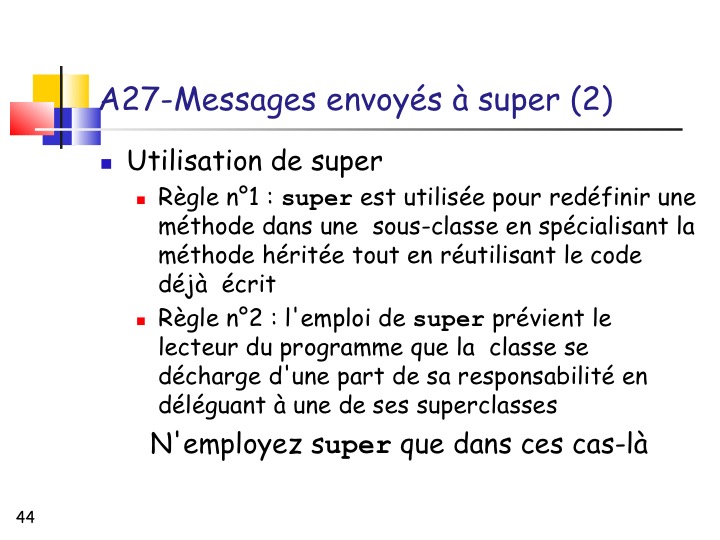 A27-Messages envoyés à super (2)
Utilisation de super
Règle n°1 : super est utilisée pour redéfinir une
méthode dans une sous-classe en spécialisant la
méthode héritée tout en réutilisant le code
déjà écrit
Règle n°2 : l'emploi de super prévient le
lecteur du programme que la classe se
décharge d'une part de sa responsabilité en
déléguant à une de ses superclasses
N'employez super que dans ces cas-là
44